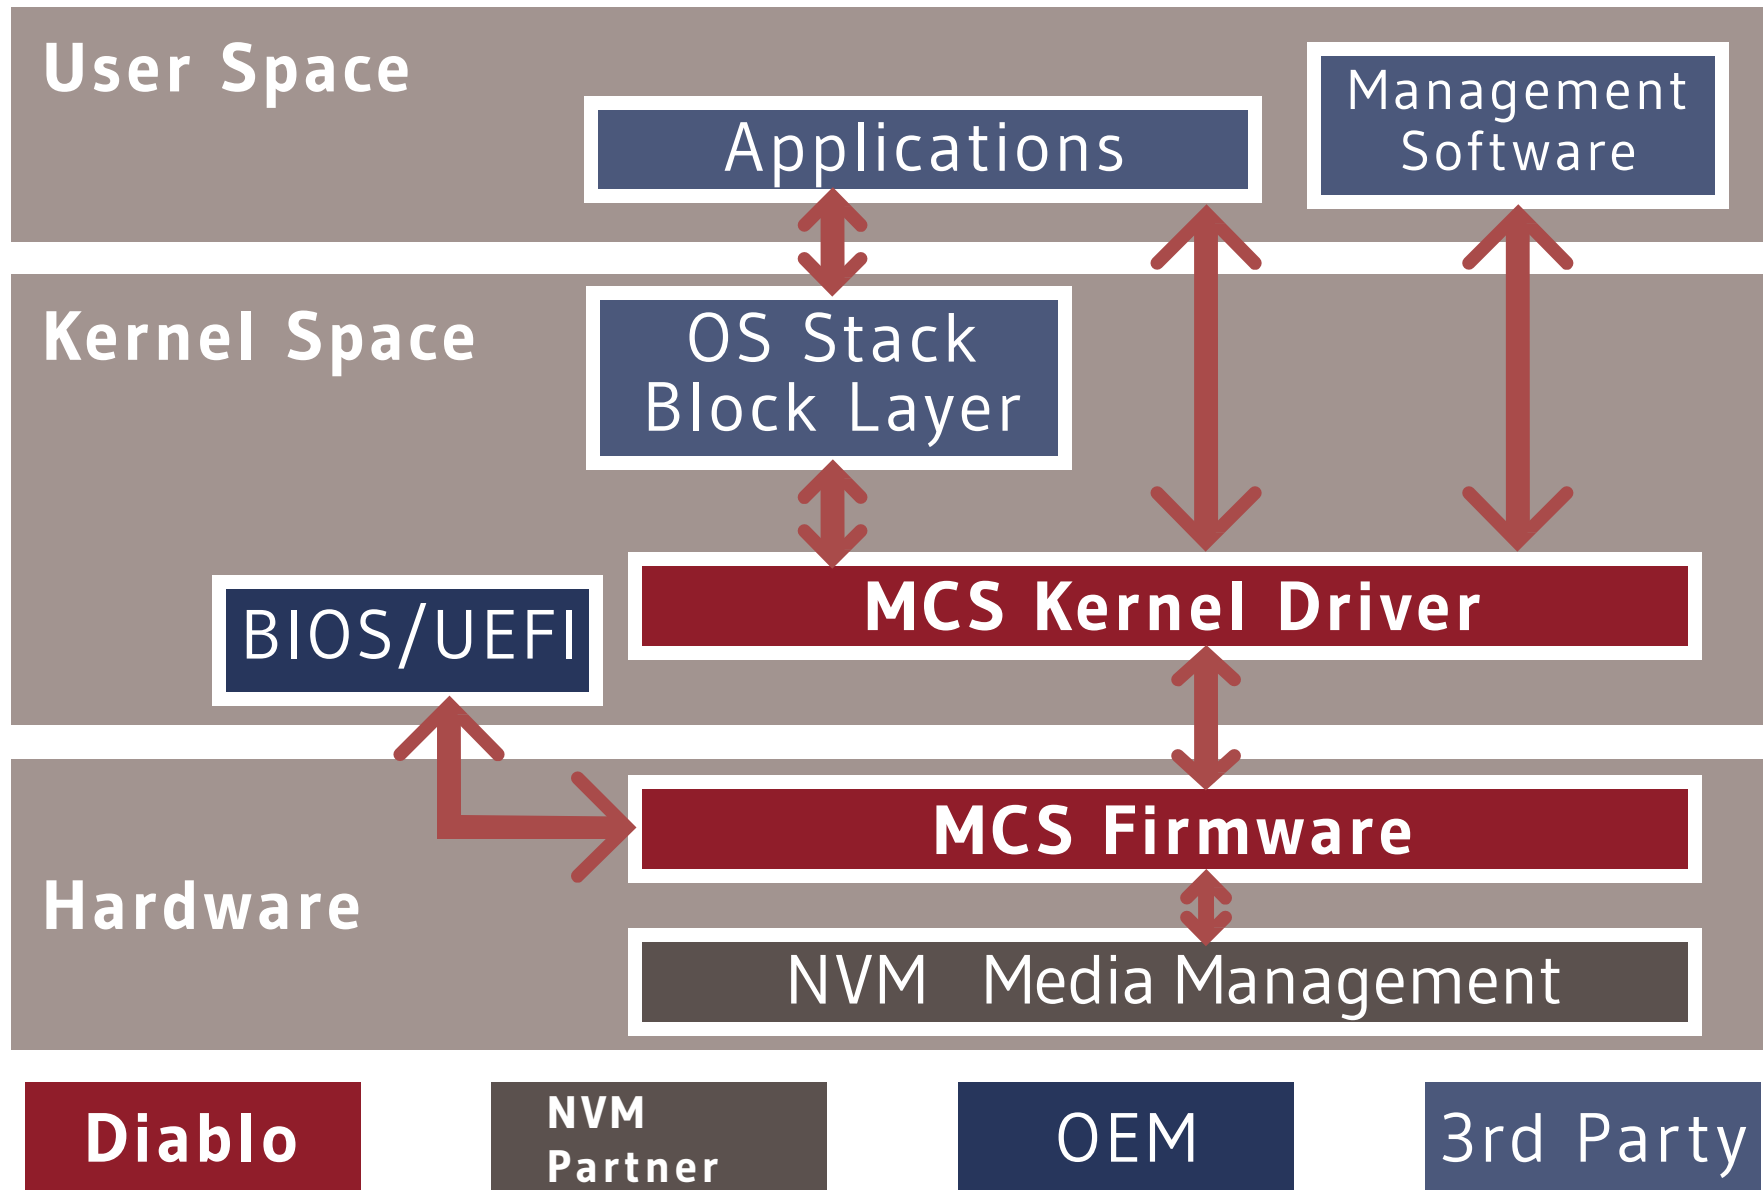 User Space
Applications
Management
Software
Kernel Space
OS Stack
Block Layer
BIOS/UEFI
MCS Kernel Driver
Hardware
MCS Firmware
NVM Media Management
Diablo
NVM
Partner
OEM
3rd Party